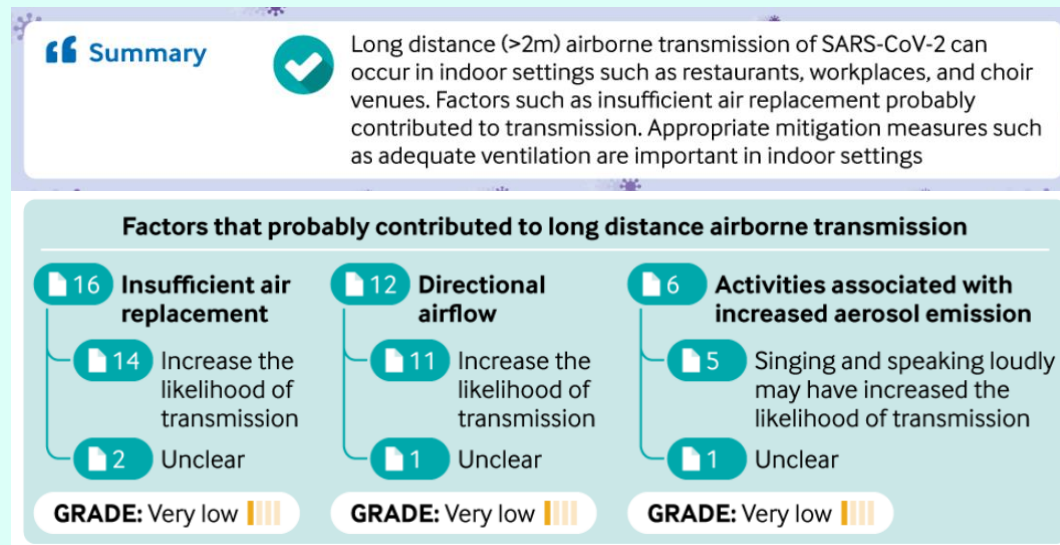 “ Summary
Long distance (>2m) airborne transmission of SARS-CoV-2 can
occur in indoor settings such as restaurants, workplaces, and choir
venues. Factors such as insufficient air replacement probably
contributed to transmission. Appropriate mitigation measures such
as adequate ventilation are important in indoor settings
Factors that probably contributed to long distance airborne transmission
16 Insufficient air
replacement
14 Increase the
likelihood of
transmission
2 Unclear
GRADE: Very low
12 Directional
airflow
11 Increase the
likelihood of
transmission
1 Unclear
GRADE: Very low
6 Activities associated with
increased aerosol emission
5 Singing and speaking loudly
may have increased the
likelihood of transmission
1 Unclear
GRADE: Very low